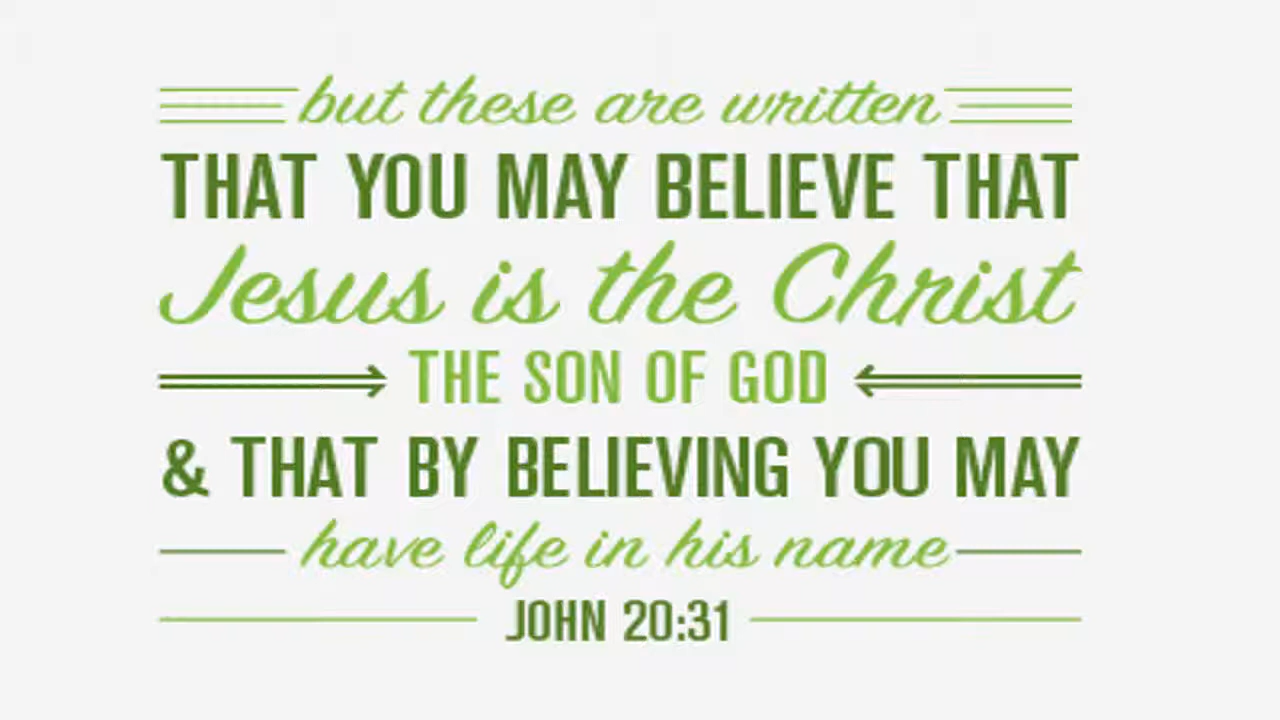 but these are written
THAT YOU MAY BELIEVE THAT
Jesus is the Christ
THE SON OF GOD
& THAT BY BELIEVING YOU MAY
have life in his name
JOHN 20:31